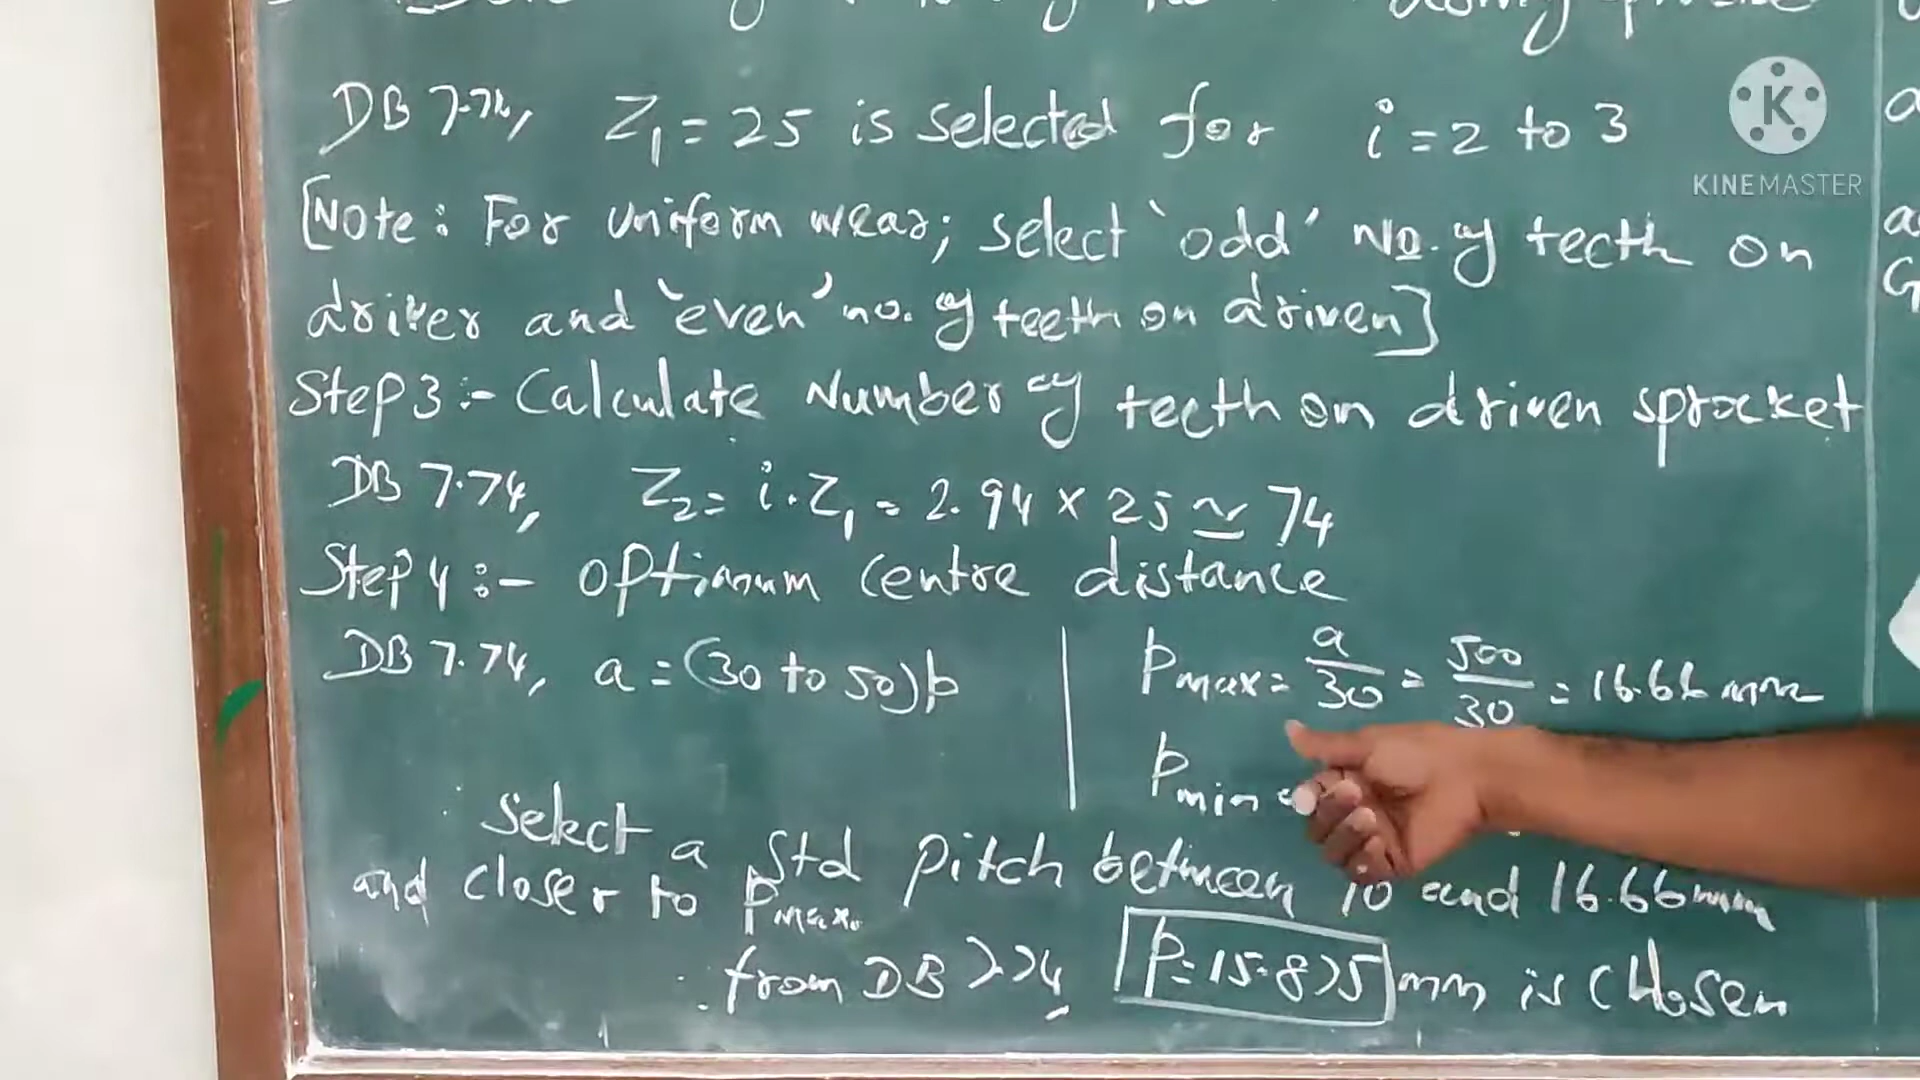 DB 7.74, Z1 = 25 is selected for i = 2 to 3
KINEMASTER
[Note: For uniform wear; select 'odd' No. of teeth on
driver and 'even' no. of teeth on driven]
Step 3:- Calculate Number of teeth on driven sprocket
DB 7.74, Z2 = i.Z1 = 2.94 x 25 ≃ 74
Step 4:- optimum centre distance
DB 7.74, a = (30 to 50)p
Pmax = a/30 = 500/30 = 16.66 mm
Pmin
Select a Std pitch between 10 and 16.66mm
and closer to Pmax.
from DB 7.74 P = 15.875 mm is chosen